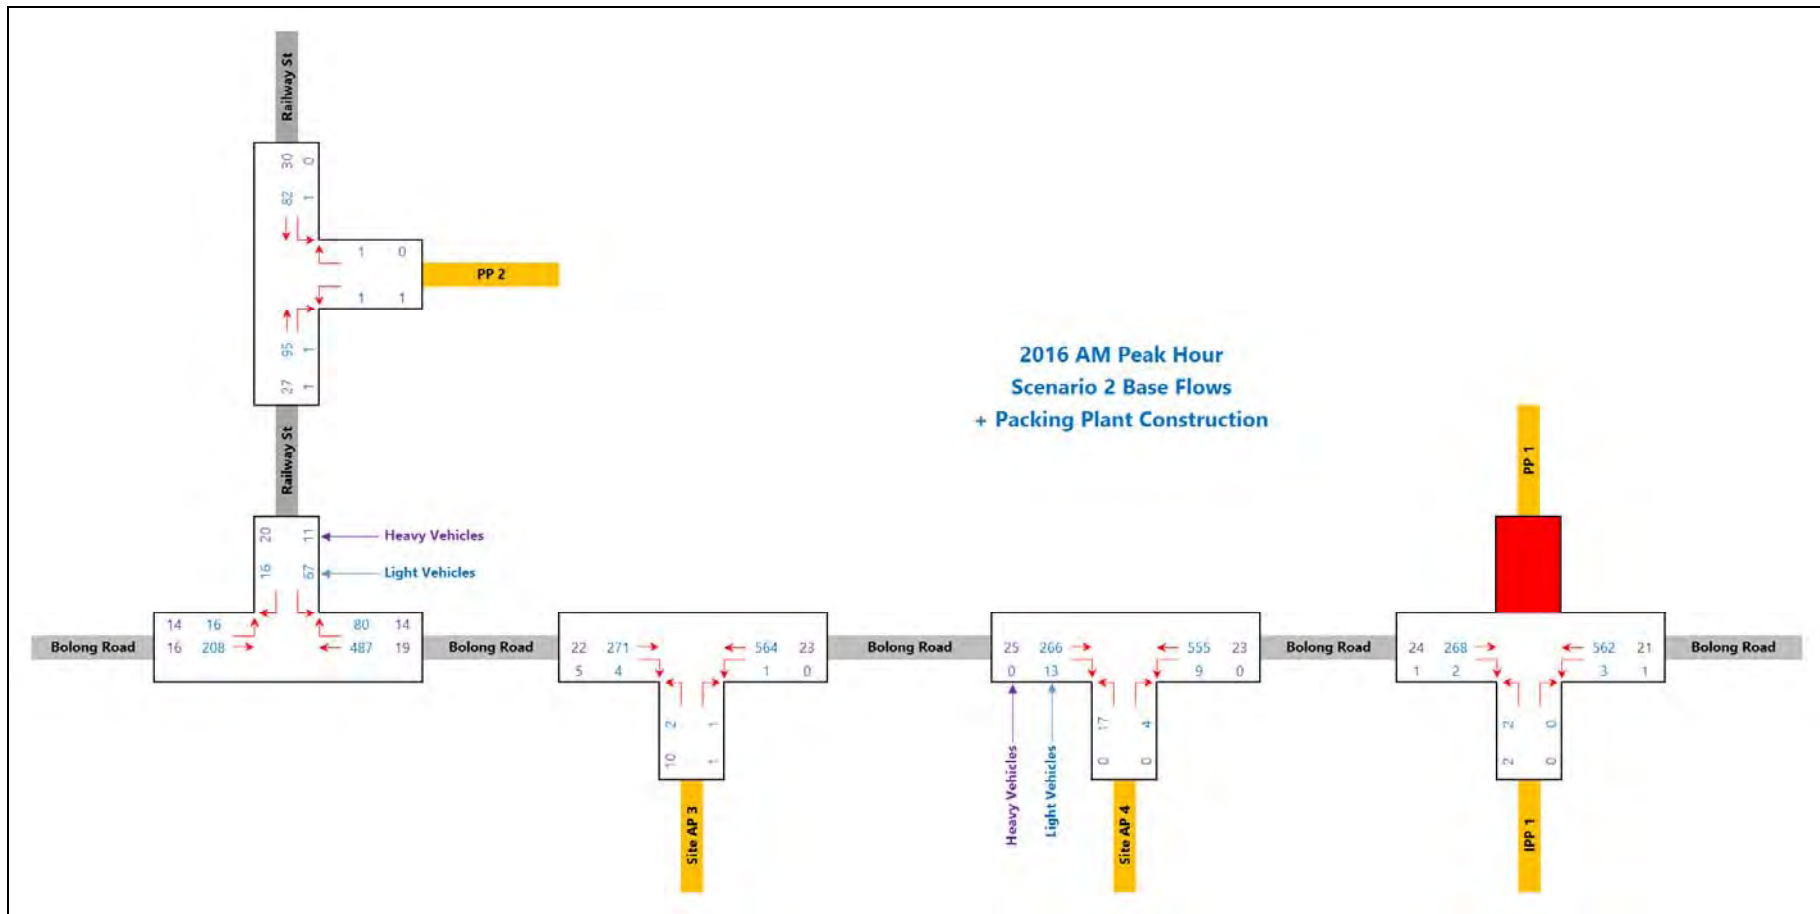 Railway St
30 0
82 1
1 0
PP 2
1 1
95 1
27 1
2016 AM Peak Hour
Scenario 2 Base Flows
+ Packing Plant Construction
Railway St
PP 1
20 11
Heavy Vehicles
16 67
Light Vehicles
14 16 80 14
Bolong Road
16 208 487 19
Bolong Road
22 271 564 23
5 4 1 0
Bolong Road
25 266 555 23
0 13 9 0
Bolong Road
24 268 562 21
1 2 3 1
Bolong Road
2 1
10 1
Site AP 3
Heavy Vehicles
Light Vehicles
17 4
0 0
Site AP 4
2 0
2 0
IPP 1